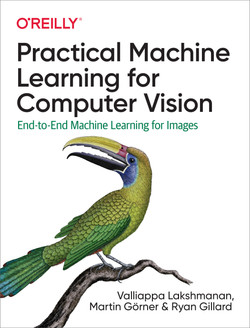 O'REILLY®
Practical Machine
Learning for
Computer Vision
End-to-End Machine Learning for Images
Valliappa Lakshmanan,
Martin Görner & Ryan Gillard